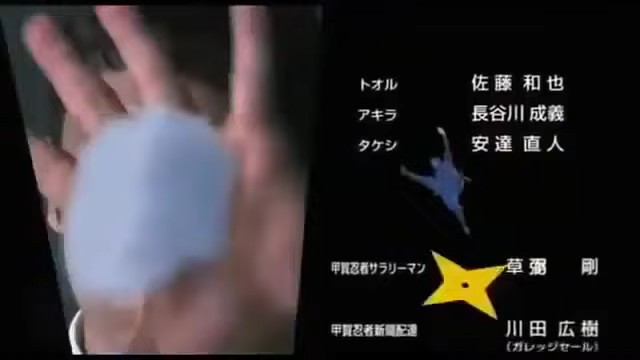 トオル 佐藤 和也
アキラ 長谷川 成義
タケシ 安達 直人
甲賀忍者サラリーマン 草彅 剛
甲賀忍者新聞配達 川田 広樹
(ガレッジセール)